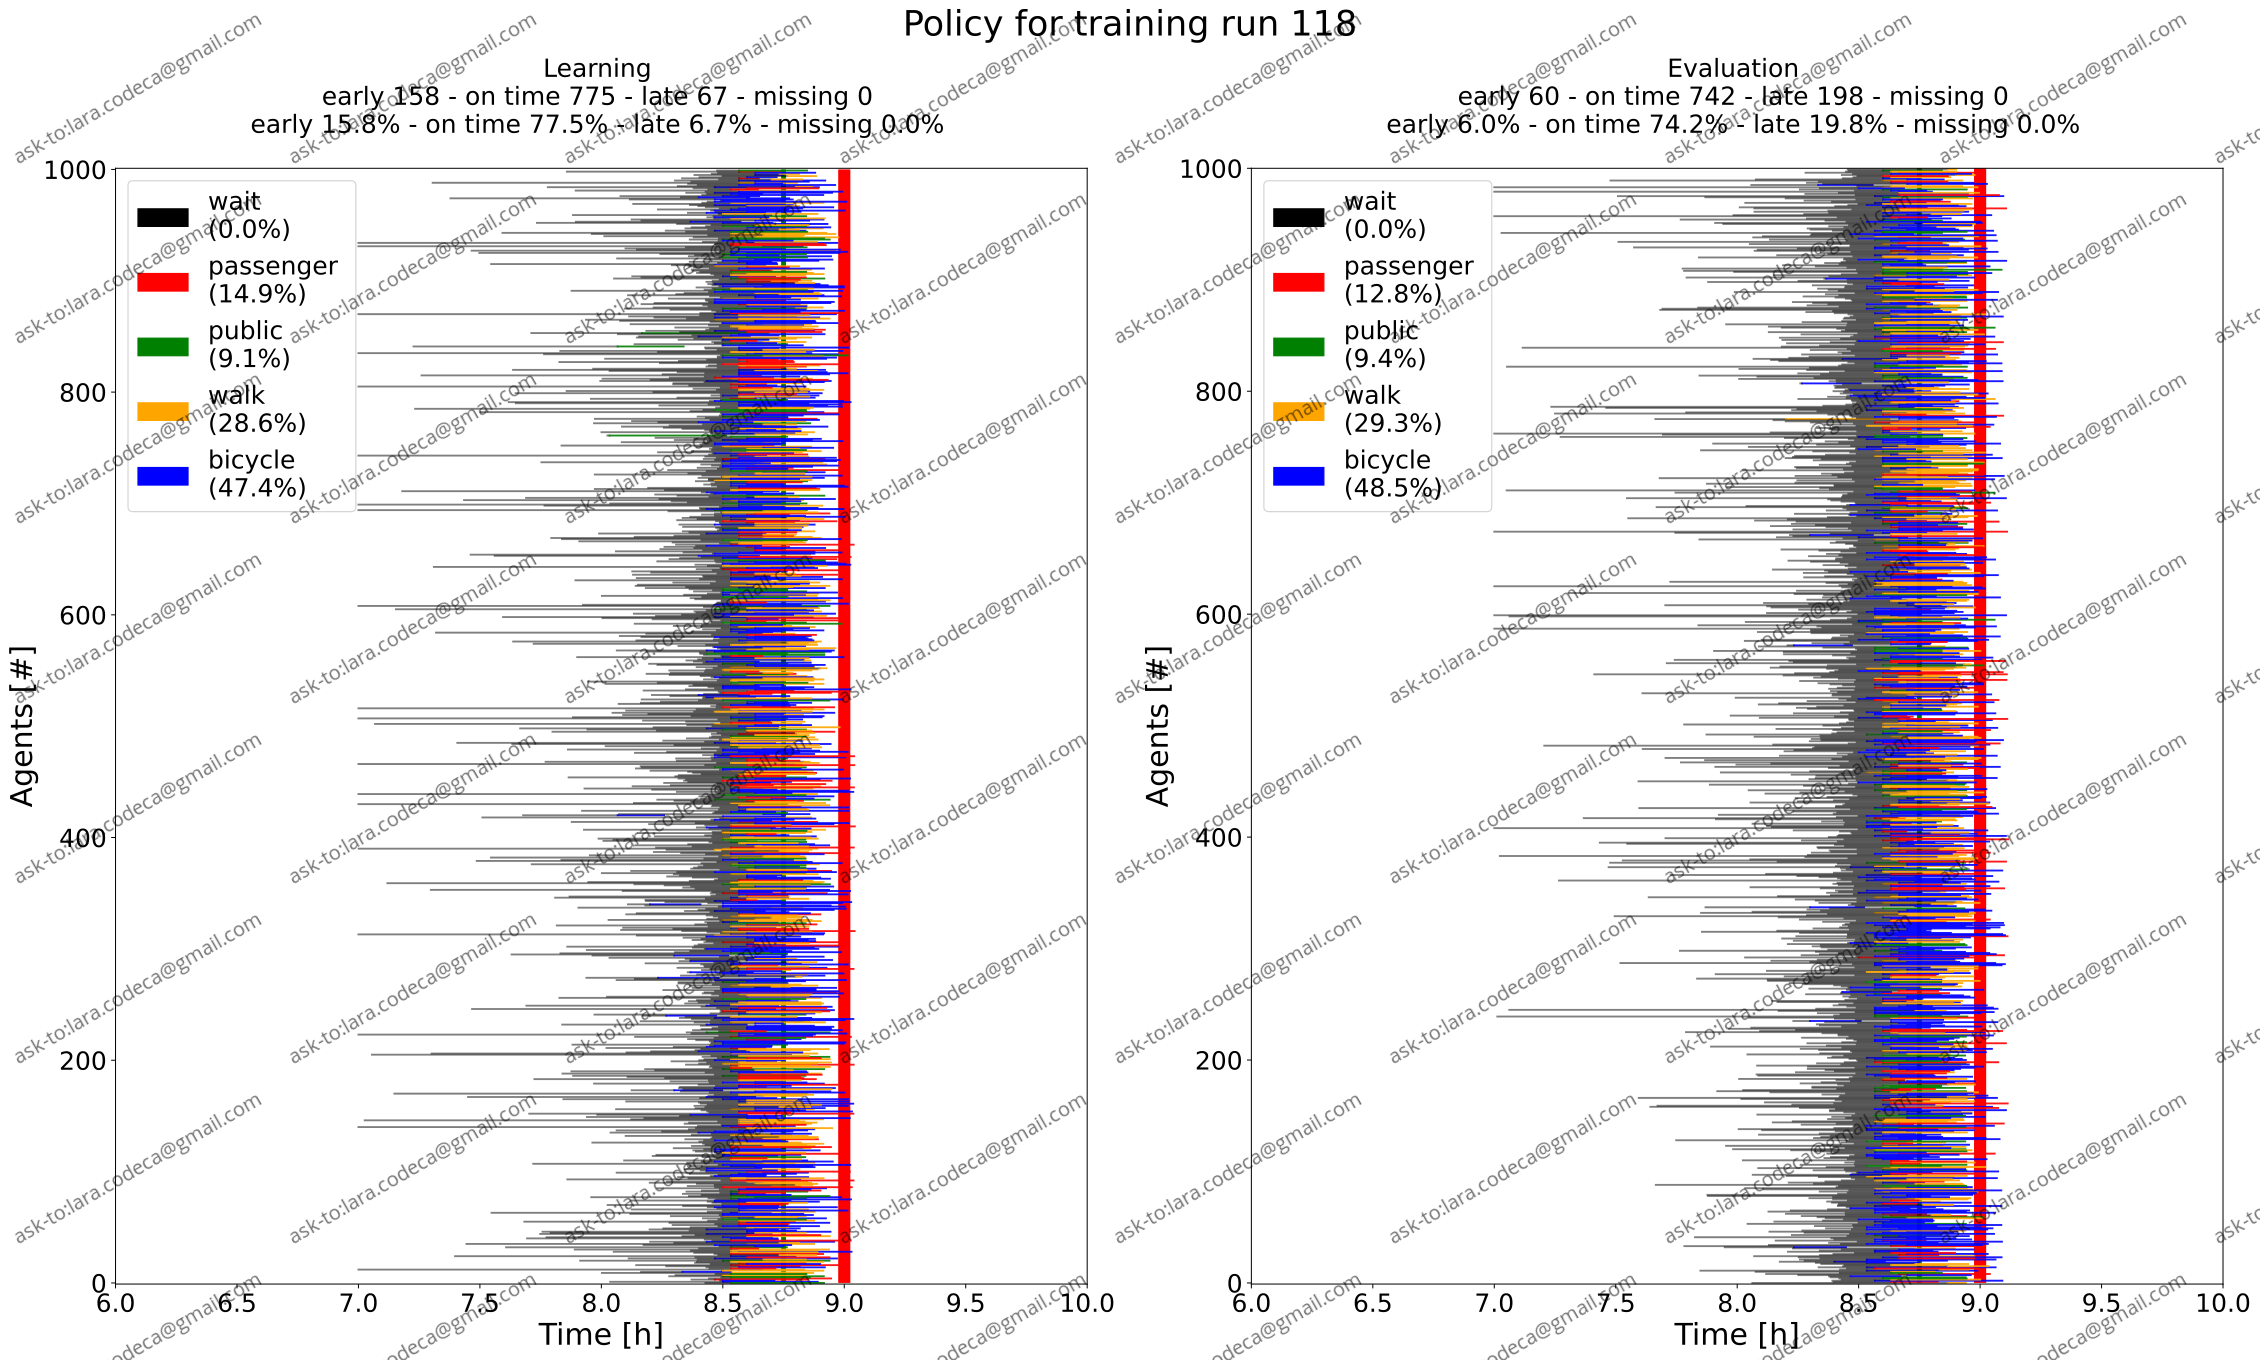 Policy for training run 118
Learning
early 158 - on time 775 - late 67 - missing 0
early 15.8% - on time 77.5% - late 6.7% - missing 0.0%
1000
800
600
400
200
0
Agents [#]
wait
(0.0%)
passenger
(14.9%)
public
(9.1%)
walk
(28.6%)
bicycle
(47.4%)
6.0 6.5 7.0 7.5 8.0 8.5 9.0 9.5 10.0
Time [h]
Evaluation
early 60 - on time 742 - late 198 - missing 0
early 6.0% - on time 74.2% - late 19.8% - missing 0.0%
1000
800
600
400
200
0
Agents [#]
wait
(0.0%)
passenger
(12.8%)
public
(9.4%)
walk
(29.3%)
bicycle
(48.5%)
6.0 6.5 7.0 7.5 8.0 8.5 9.0 9.5 10.0
Time [h]
ask-to:lara.codeca@gmail.com